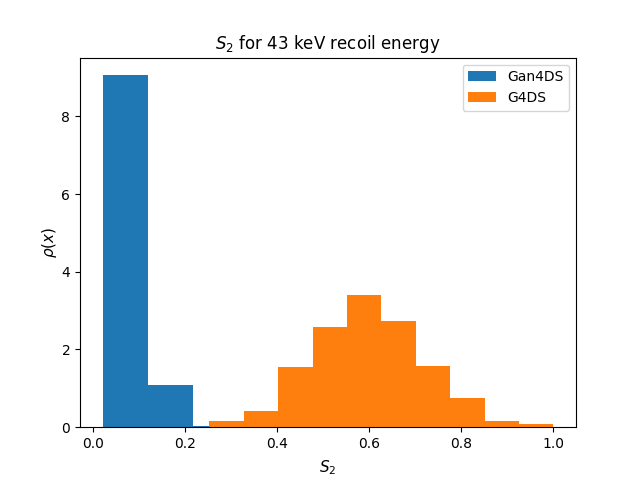 S₂ for 43 keV recoil energy
Gan4DS
G4DS
ρ(x)
8
6
4
2
0
0.0 0.2 0.4 0.6 0.8 1.0
S₂